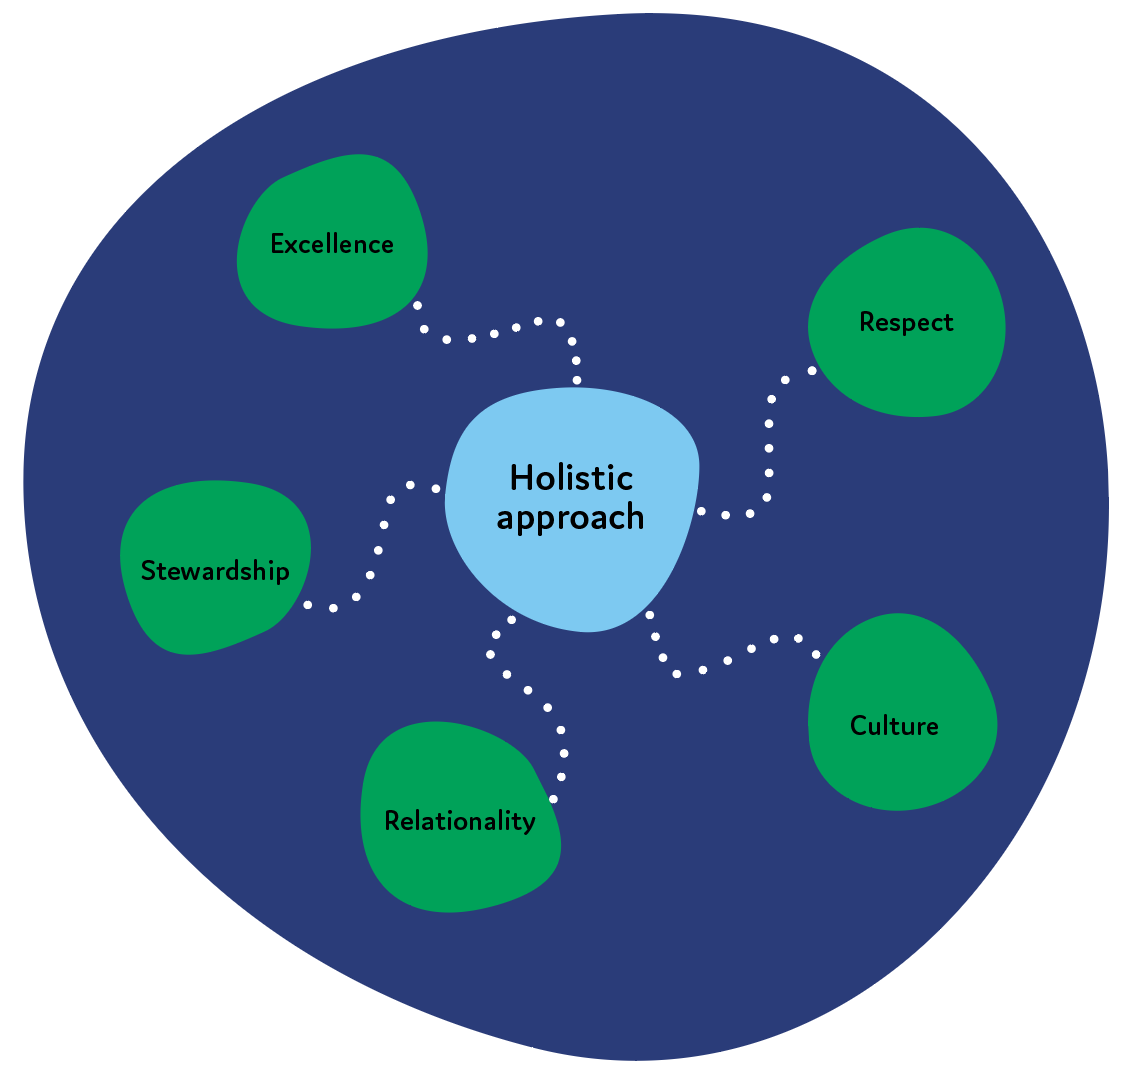 Excellence
Respect
Holistic
approach
Stewardship
Culture
Relationality